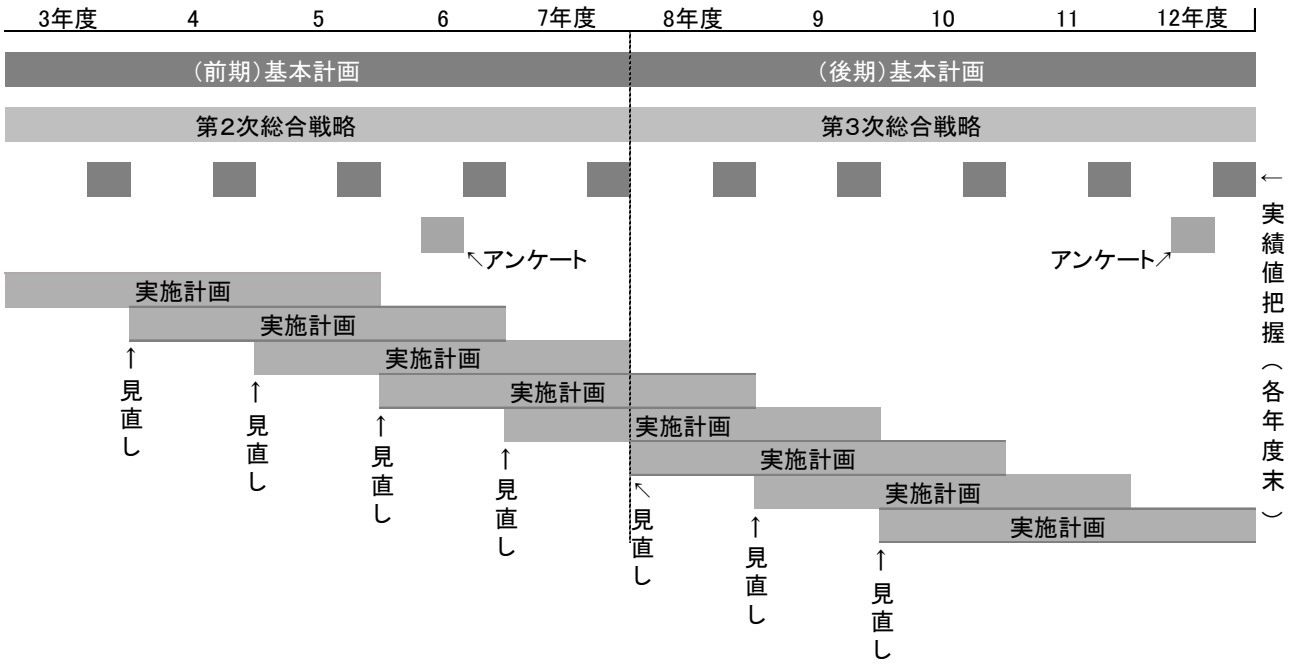 3年度 4 5 6 7年度 8年度 9 10 11 12年度
（前期）基本計画 （後期）基本計画
第２次総合戦略 第３次総合戦略
←実績値把握（各年度末）
↖アンケート アンケート↗
実施計画
実施計画
実施計画
実施計画
実施計画
実施計画
実施計画
実施計画
↑見直し
↑見直し
↑見直し
↑見直し
↖見直し
↑見直し
↑見直し